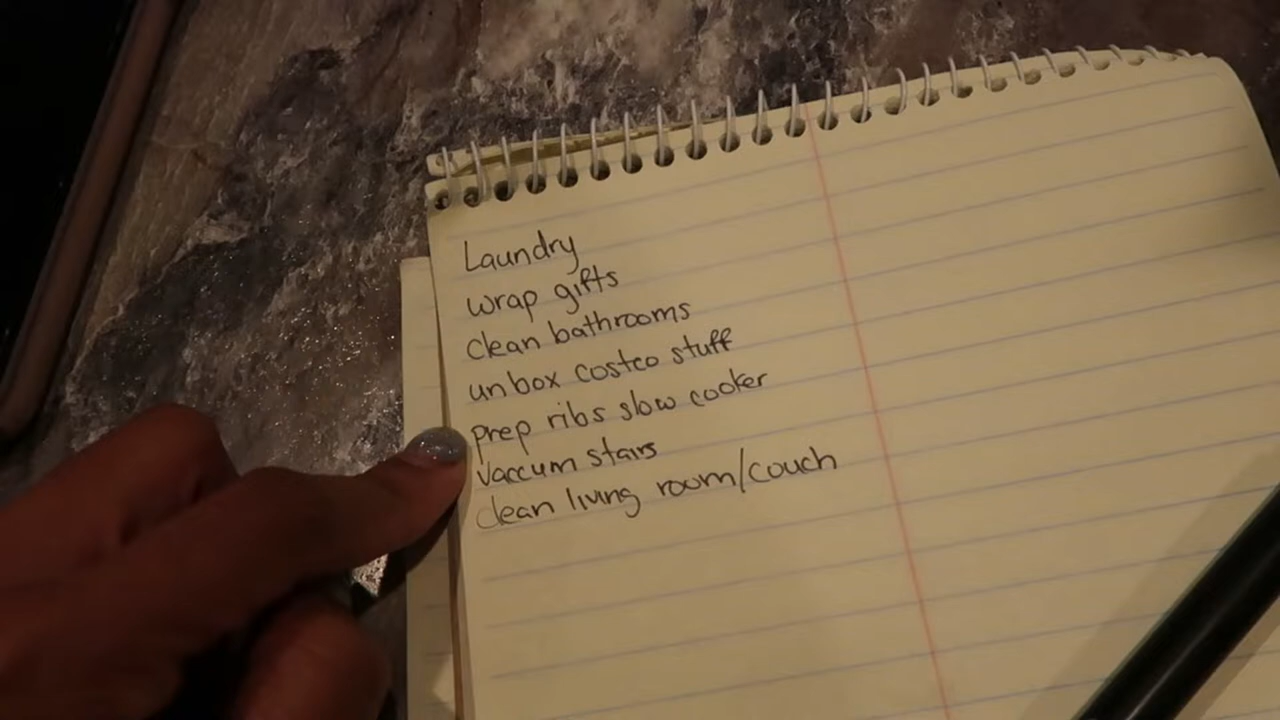 Laundry
wrap gifts
clean bathrooms
unbox costco stuff
prep ribs slow cooker
vaccum stairs
clean living room/couch